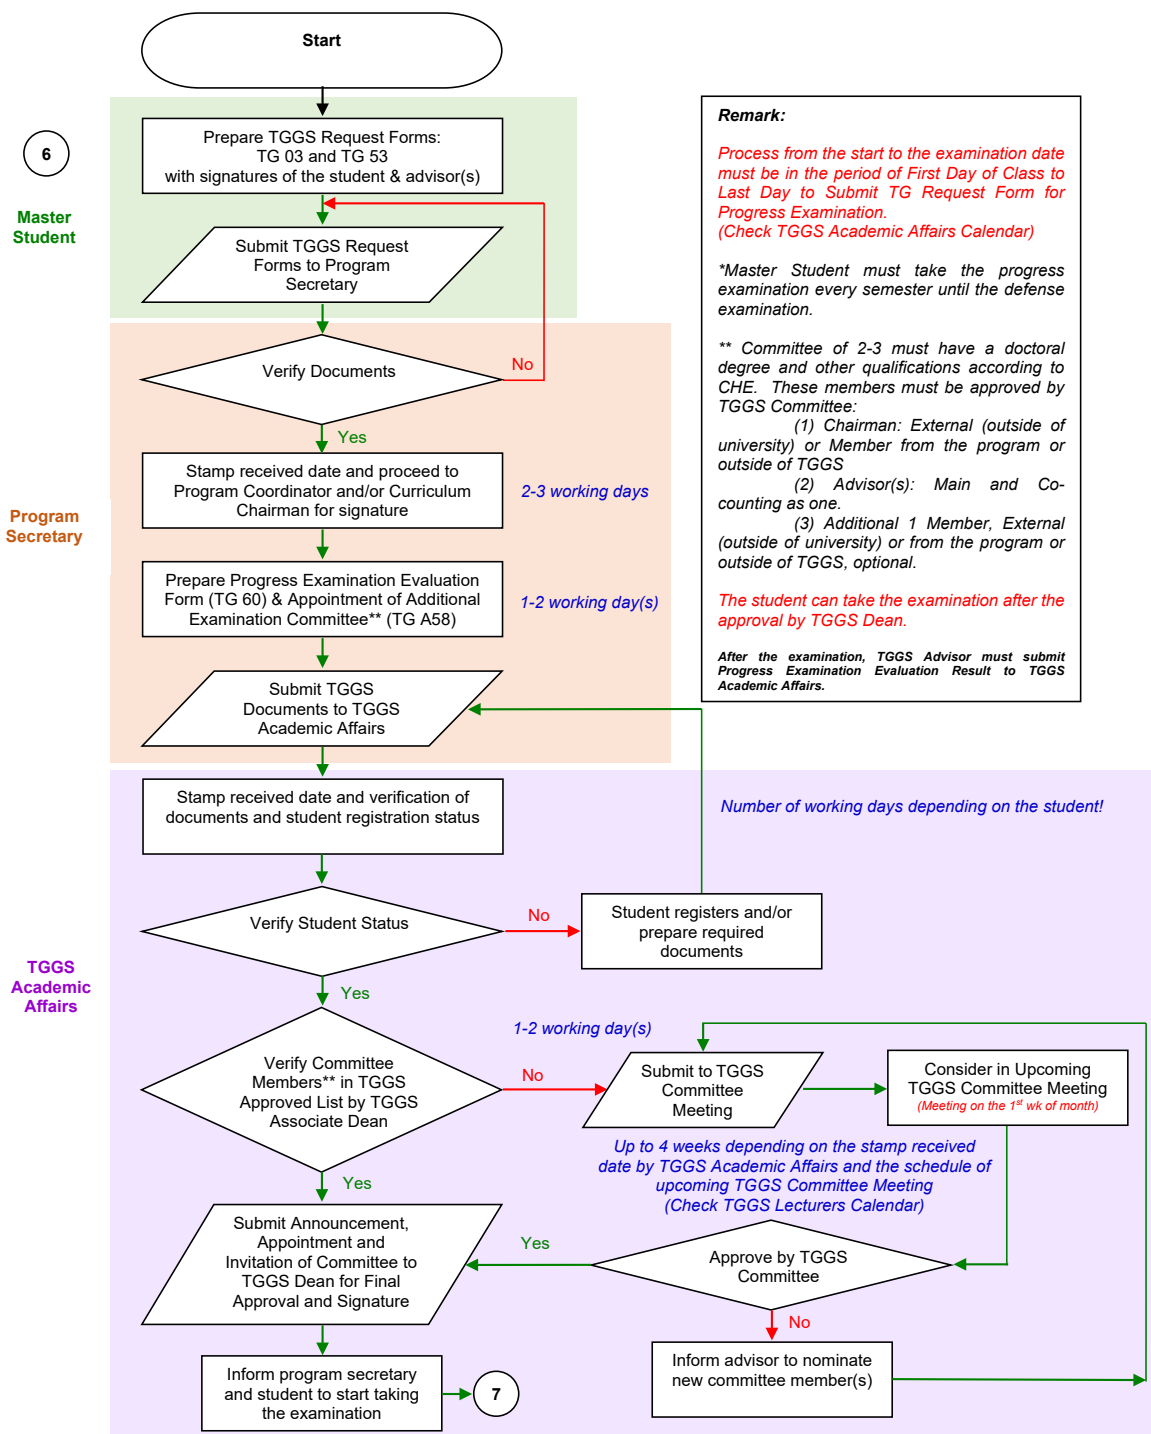 Start
6
Master
Student
Prepare TGGS Request Forms:
TG 03 and TG 53
with signatures of the student & advisor(s)
Submit TGGS Request
Forms to Program
Secretary
Verify Documents
No
Yes
Program
Secretary
Stamp received date and proceed to
Program Coordinator and/or Curriculum
Chairman for signature
2-3 working days
Prepare Progress Examination Evaluation
Form (TG 60) & Appointment of Additional
Examination Committee** (TG A58)
1-2 working day(s)
Submit TGGS
Documents to TGGS
Academic Affairs
Remark:
Process from the start to the examination date
must be in the period of First Day of Class to
Last Day to Submit TG Request Form for
Progress Examination.
(Check TGGS Academic Affairs Calendar)
*Master Student must take the progress
examination every semester until the defense
examination.
** Committee of 2-3 must have a doctoral
degree and other qualifications according to
CHE. These members must be approved by
TGGS Committee:
(1) Chairman: External (outside of
university) or Member from the program or
outside of TGGS
(2) Advisor(s): Main and Co-
counting as one.
(3) Additional 1 Member, External
(outside of university) or from the program or
outside of TGGS, optional.
The student can take the examination after the
approval by TGGS Dean.
After the examination, TGGS Advisor must submit
Progress Examination Evaluation Result to TGGS
Academic Affairs.
TGGS
Academic
Affairs
Stamp received date and verification of
documents and student registration status
Number of working days depending on the student!
Verify Student Status
No
Student registers and/or
prepare required
documents
Yes
1-2 working day(s)
Verify Committee
Members** in TGGS
Approved List by TGGS
Associate Dean
No
Submit to TGGS
Committee
Meeting
Consider in Upcoming
TGGS Committee Meeting
(Meeting on the 1st wk of month)
Up to 4 weeks depending on the stamp received
date by TGGS Academic Affairs and the schedule of
upcoming TGGS Committee Meeting
(Check TGGS Lecturers Calendar)
Yes
Submit Announcement,
Appointment and
Invitation of Committee to
TGGS Dean for Final
Approval and Signature
Yes
Approve by TGGS
Committee
No
Inform advisor to nominate
new committee member(s)
Inform program secretary
and student to start taking
the examination
7